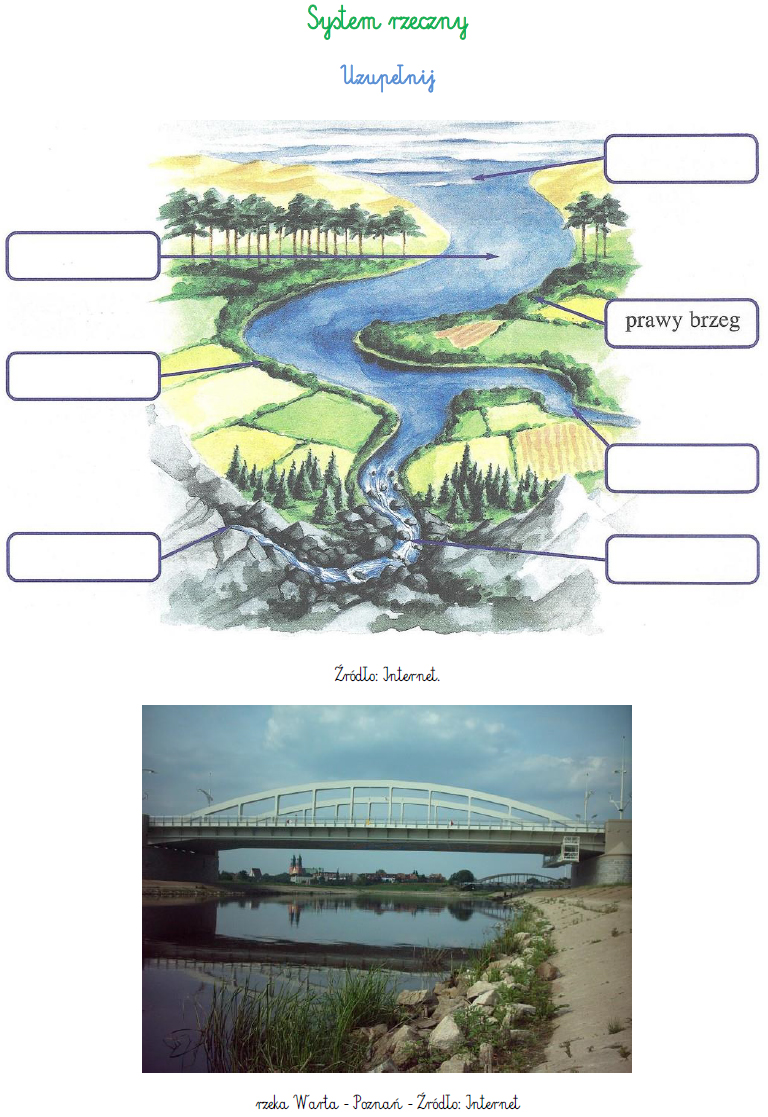 System rzeczny
Uzupełnij
prawy brzeg
Źródło: Internet.
rzeka Warta - Poznań - Źródło: Internet